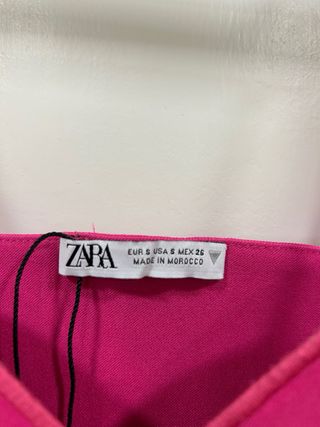 ZARA
EUR S USA S MEX 26
MADE IN MOROCCO